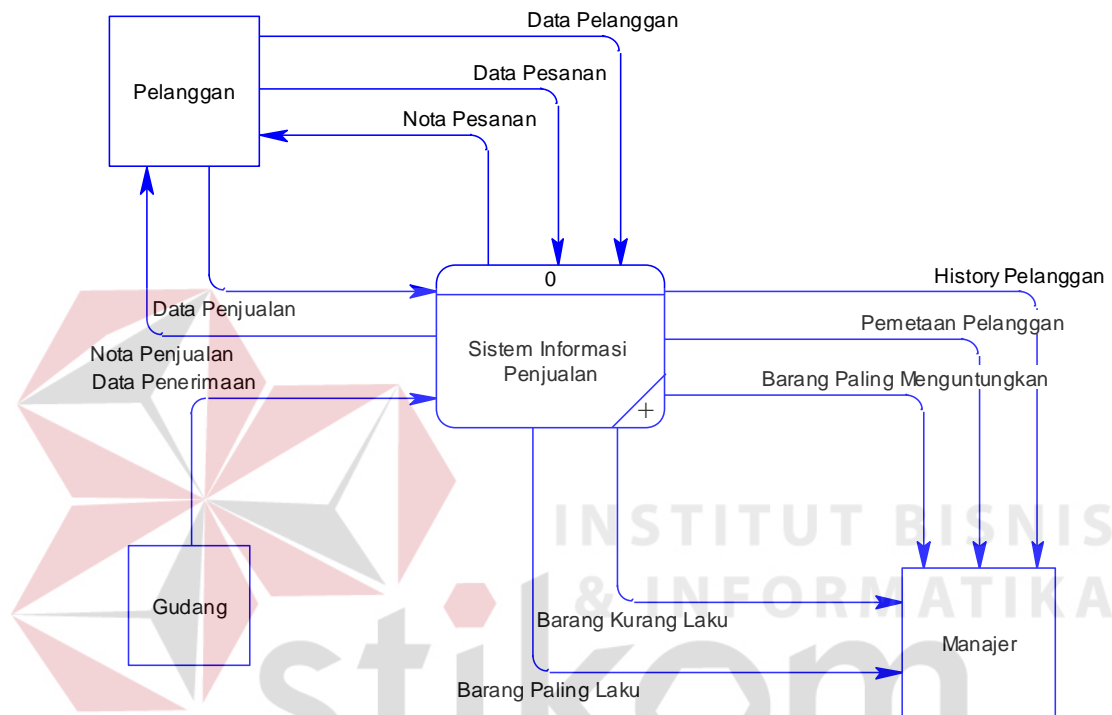 Data Pelanggan
Pelanggan
Data Pesanan
Nota Pesanan
0
History Pelanggan
Data Penjualan
Pemetaan Pelanggan
Sistem Informasi
Penjualan
Nota Penjualan
Data Penerimaan
Barang Paling Menguntungkan
+
INSTITUT BISNIS
& INFORMATIKA
Gudang
Barang Kurang Laku
Manajer
stikom
Barang Paling Laku